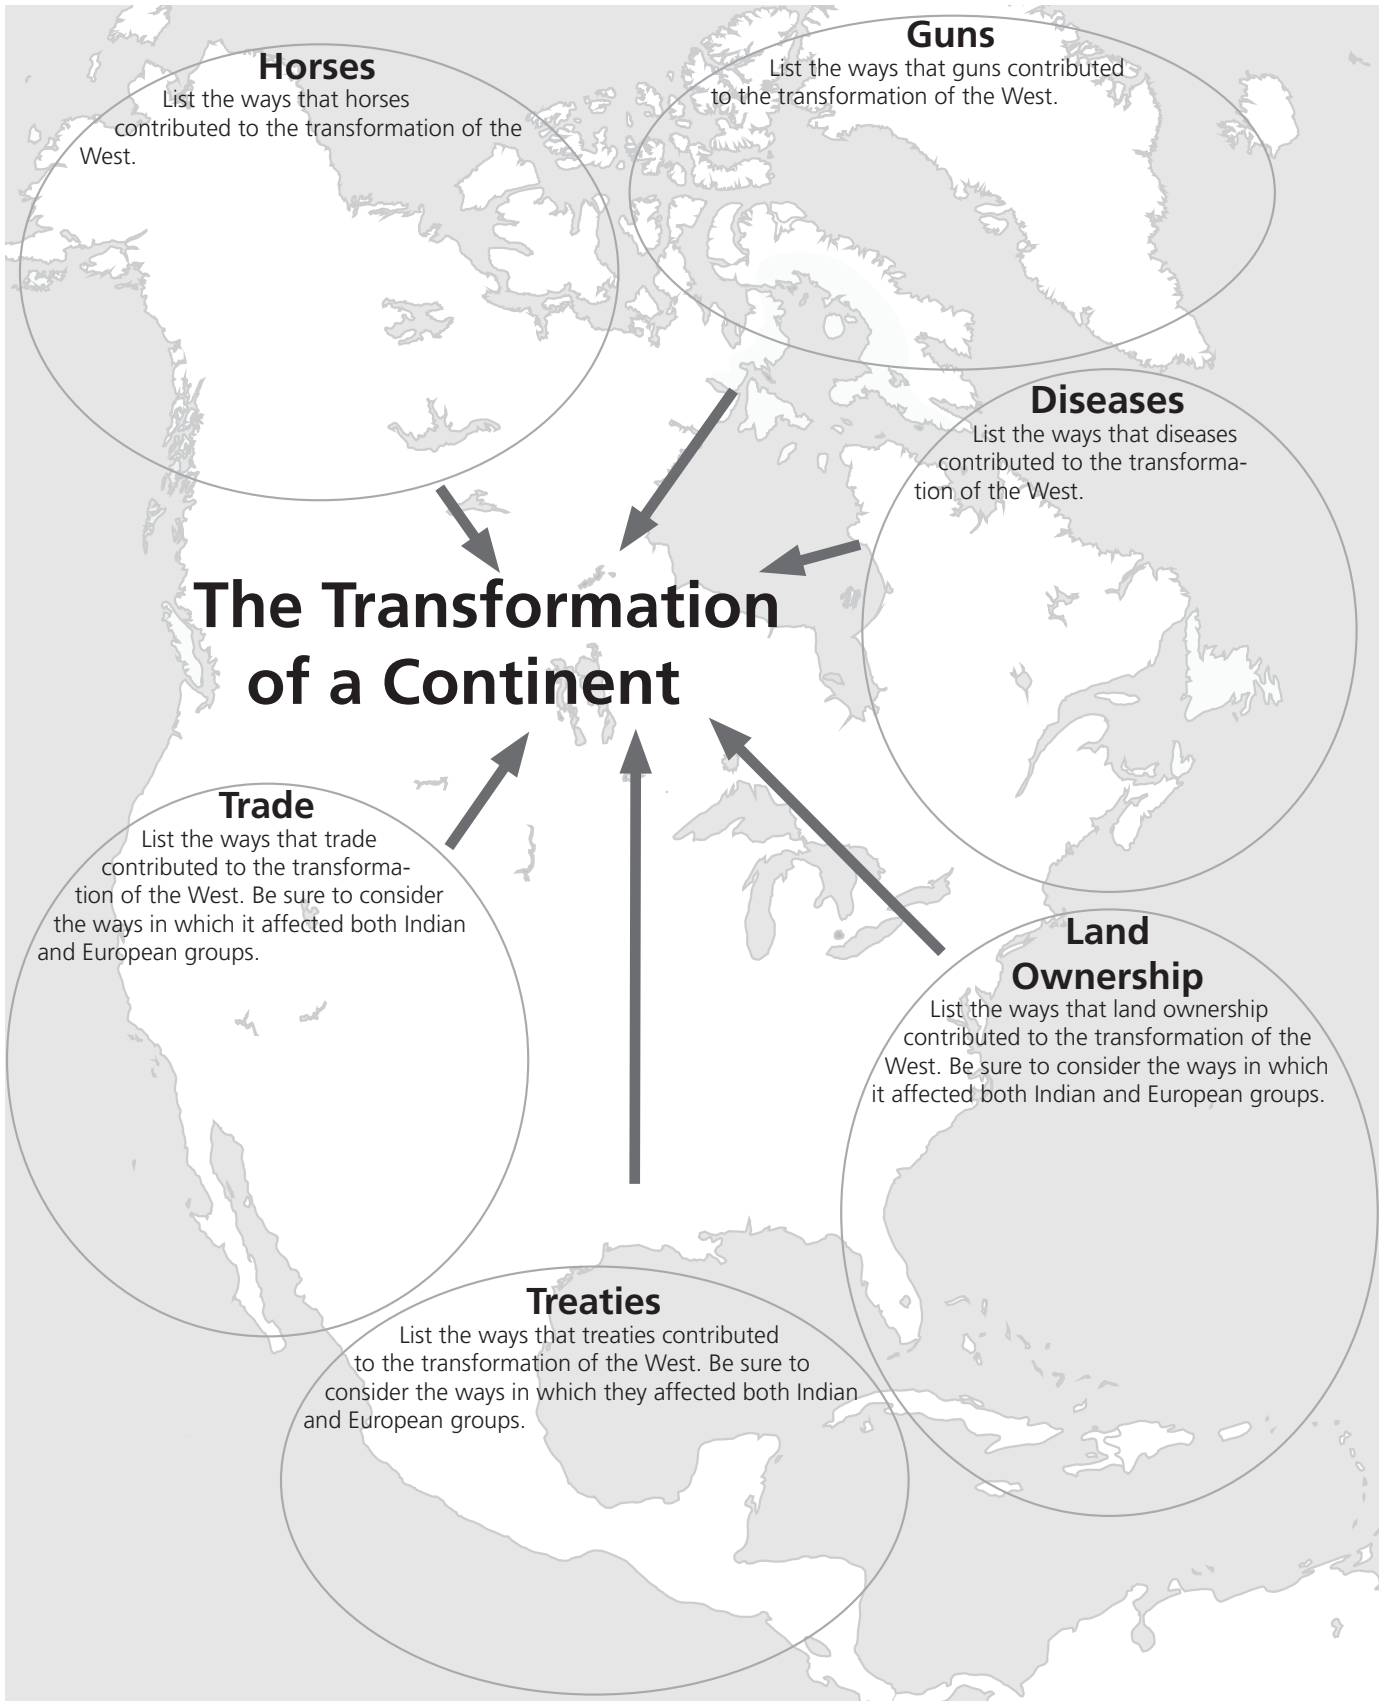 Horses
List the ways that horses
contributed to the transformation of the
West.
Guns
List the ways that guns contributed
to the transformation of the West.
Diseases
List the ways that diseases
contributed to the transforma-
tion of the West.
The Transformation
of a Continent
Trade
List the ways that trade
contributed to the transforma-
tion of the West. Be sure to consider
the ways in which it affected both Indian
and European groups.
Land
Ownership
List the ways that land ownership
contributed to the transformation of the
West. Be sure to consider the ways in which
it affected both Indian and European groups.
Treaties
List the ways that treaties contributed
to the transformation of the West. Be sure to
consider the ways in which they affected both Indian
and European groups.